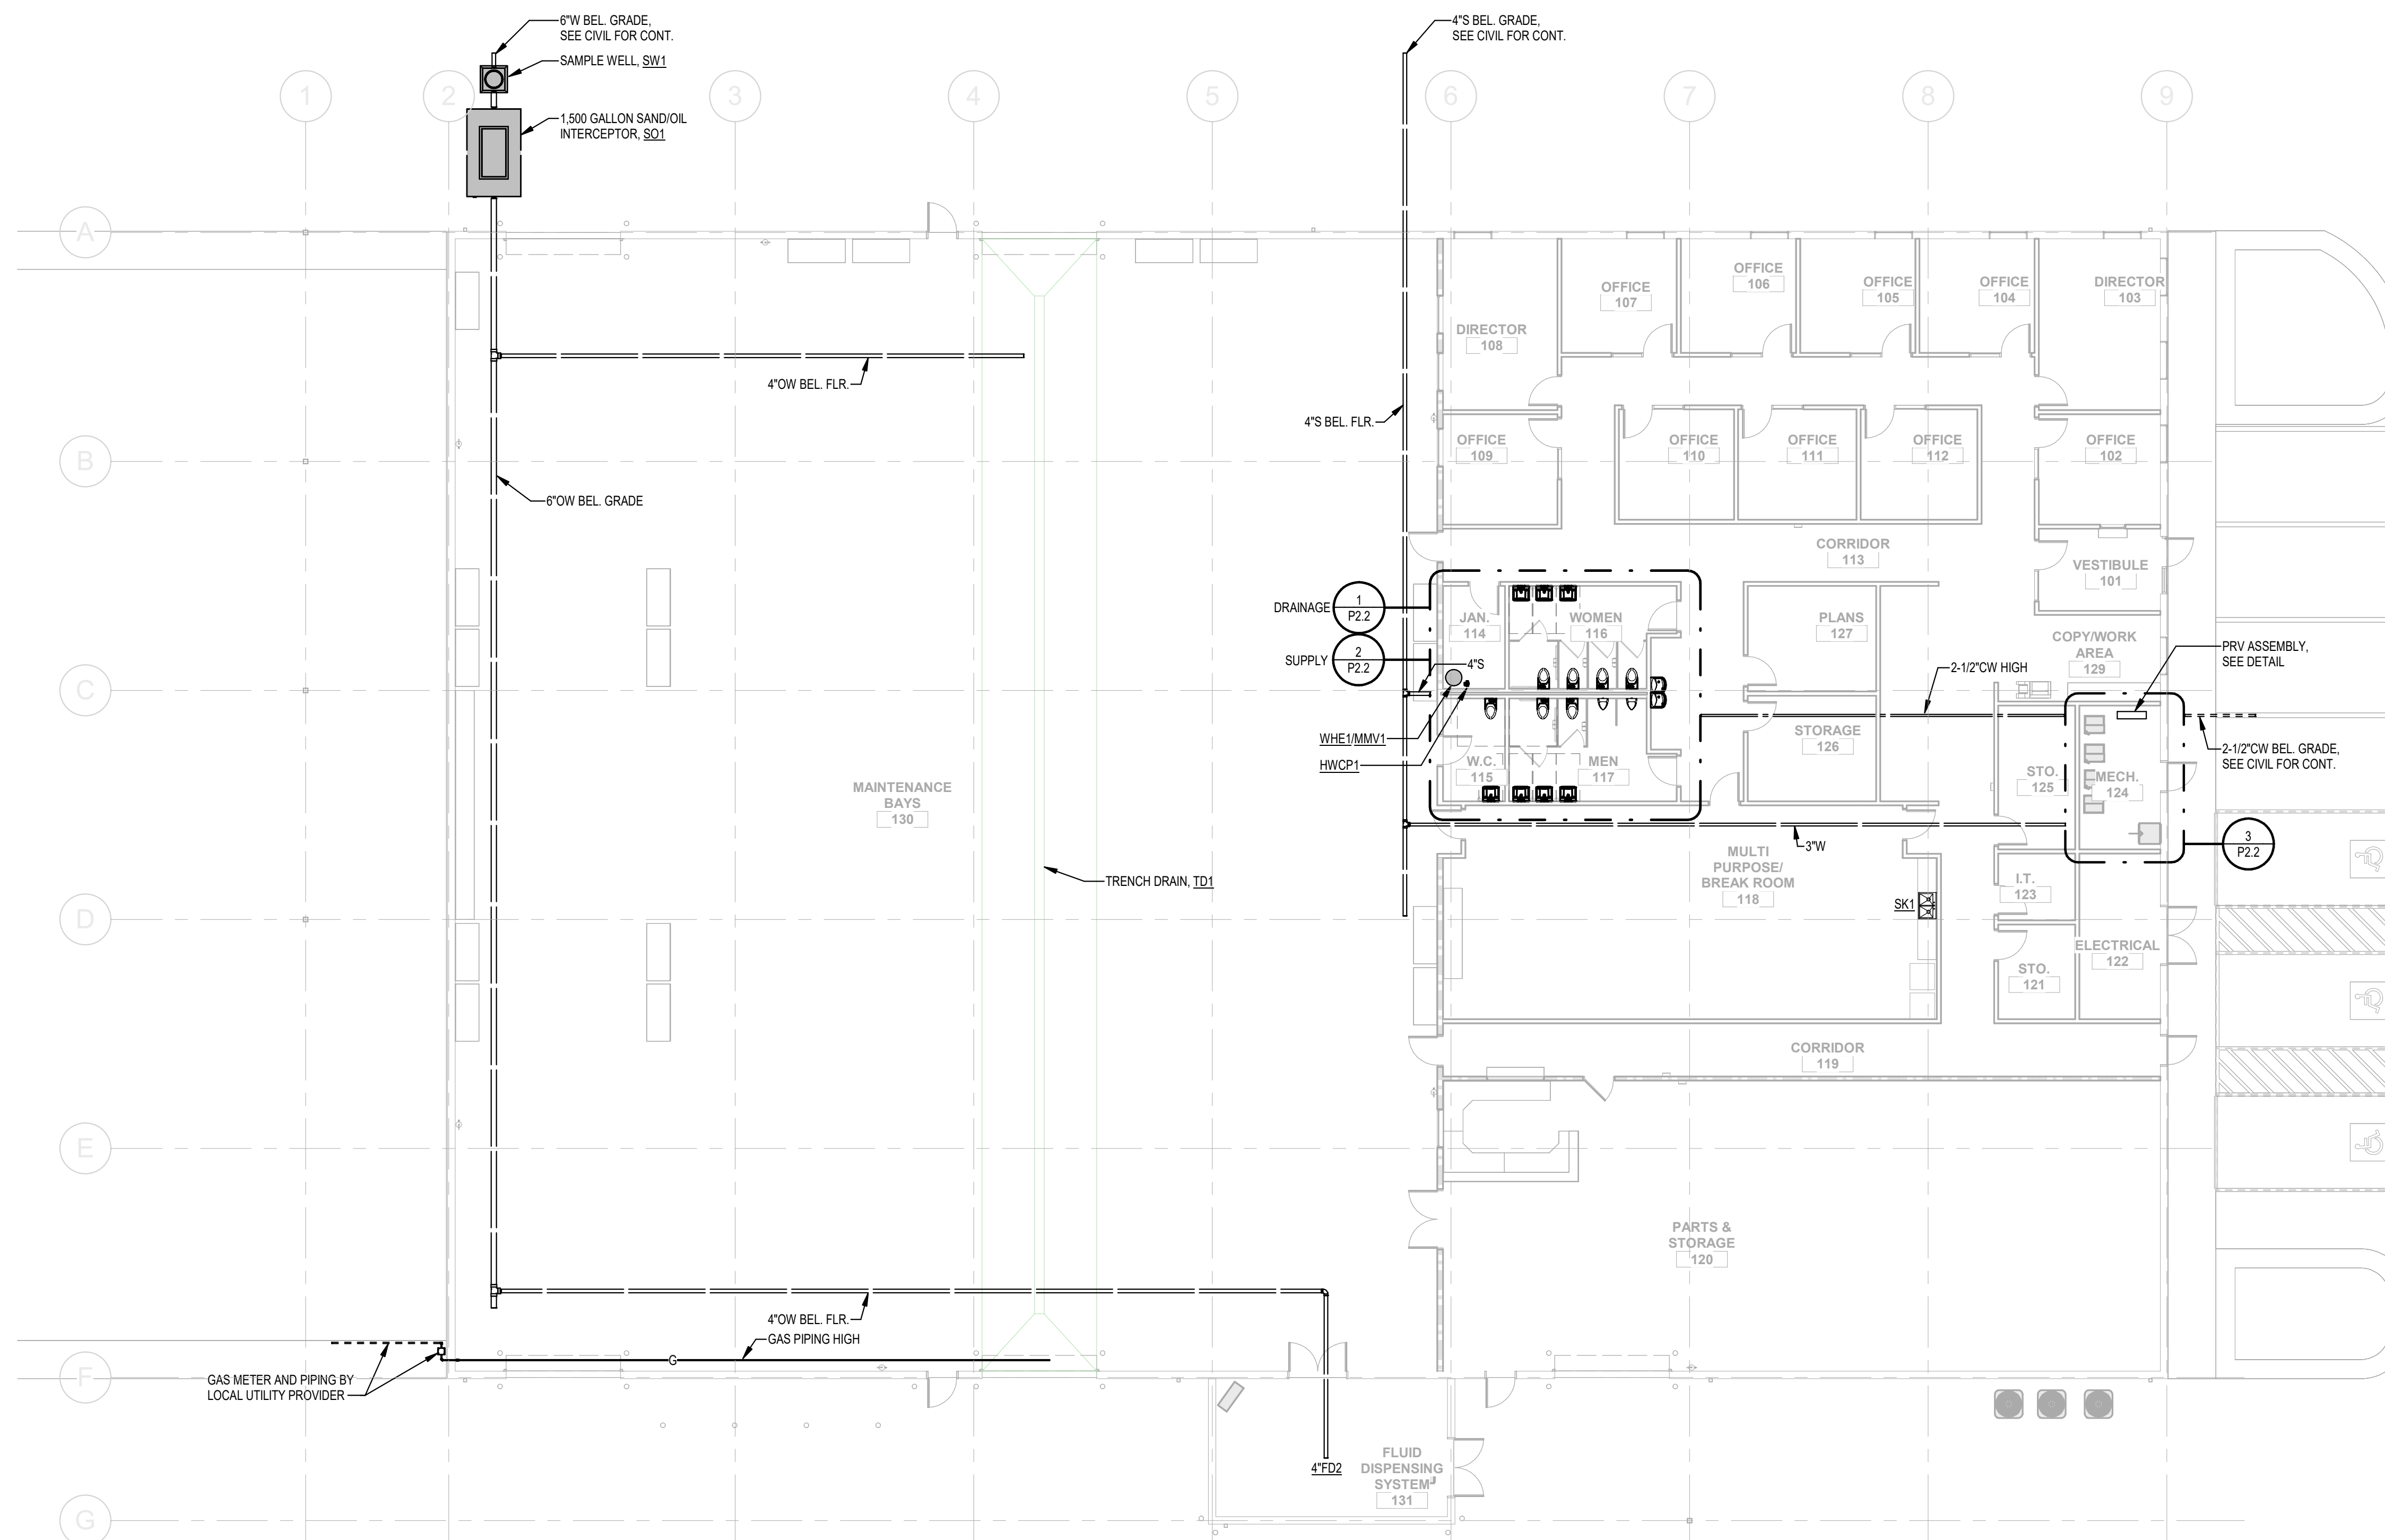 6"W BEL. GRADE,
SEE CIVIL FOR CONT.
SAMPLE WELL, SW1
1,500 GALLON SAND/OIL
INTERCEPTOR, SO1
4"S BEL. GRADE,
SEE CIVIL FOR CONT.
1
2
3
4
5
6
7
8
9
A
B
C
D
E
F
G
4"OW BEL. FLR.
6"OW BEL. GRADE
4"S BEL. FLR.
DIRECTOR
108
OFFICE
107
OFFICE
106
OFFICE
105
OFFICE
104
DIRECTOR
103
OFFICE
109
OFFICE
110
OFFICE
111
OFFICE
112
OFFICE
102
CORRIDOR
113
VESTIBULE
101
DRAINAGE
1
P2.2
SUPPLY
2
P2.2
JAN.
114
WOMEN
116
PLANS
127
COPY/WORK
AREA
129
PRV ASSEMBLY,
SEE DETAIL
4"S
2-1/2"CW HIGH
WHE1/MMV1
HWCP1
W.C.
115
MEN
117
STORAGE
126
STO.
125
MECH.
124
2-1/2"CW BEL. GRADE,
SEE CIVIL FOR CONT.
MAINTENANCE
BAYS
130
3"W
3
P2.2
TRENCH DRAIN, TD1
MULTI
PURPOSE/
BREAK ROOM
118
SK1
I.T.
123
ELECTRICAL
122
STO.
121
CORRIDOR
119
PARTS &
STORAGE
120
4"OW BEL. FLR.
GAS PIPING HIGH
G
GAS METER AND PIPING BY
LOCAL UTILITY PROVIDER
4"FD2
FLUID
DISPENSING
SYSTEM
131